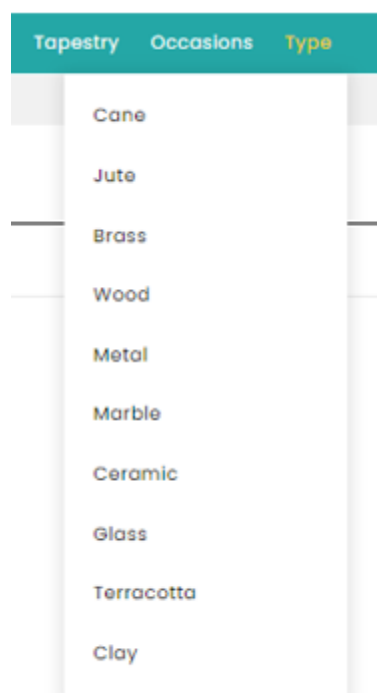 Tapestry Occasions Type
Cane
Jute
Brass
Wood
Metal
Marble
Ceramic
Glass
Terracotta
Clay